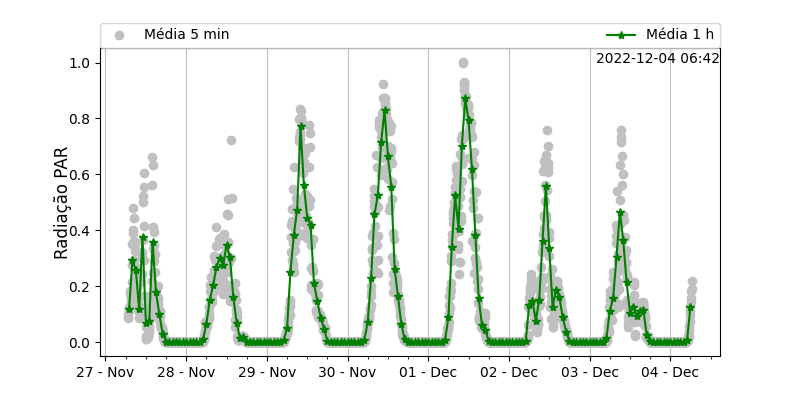 Média 5 min
Média 1 h
2022-12-04 06:42
Radiação PAR
1.0
0.8
0.6
0.4
0.2
0.0
27 - Nov
28 - Nov
29 - Nov
30 - Nov
01 - Dec
02 - Dec
03 - Dec
04 - Dec